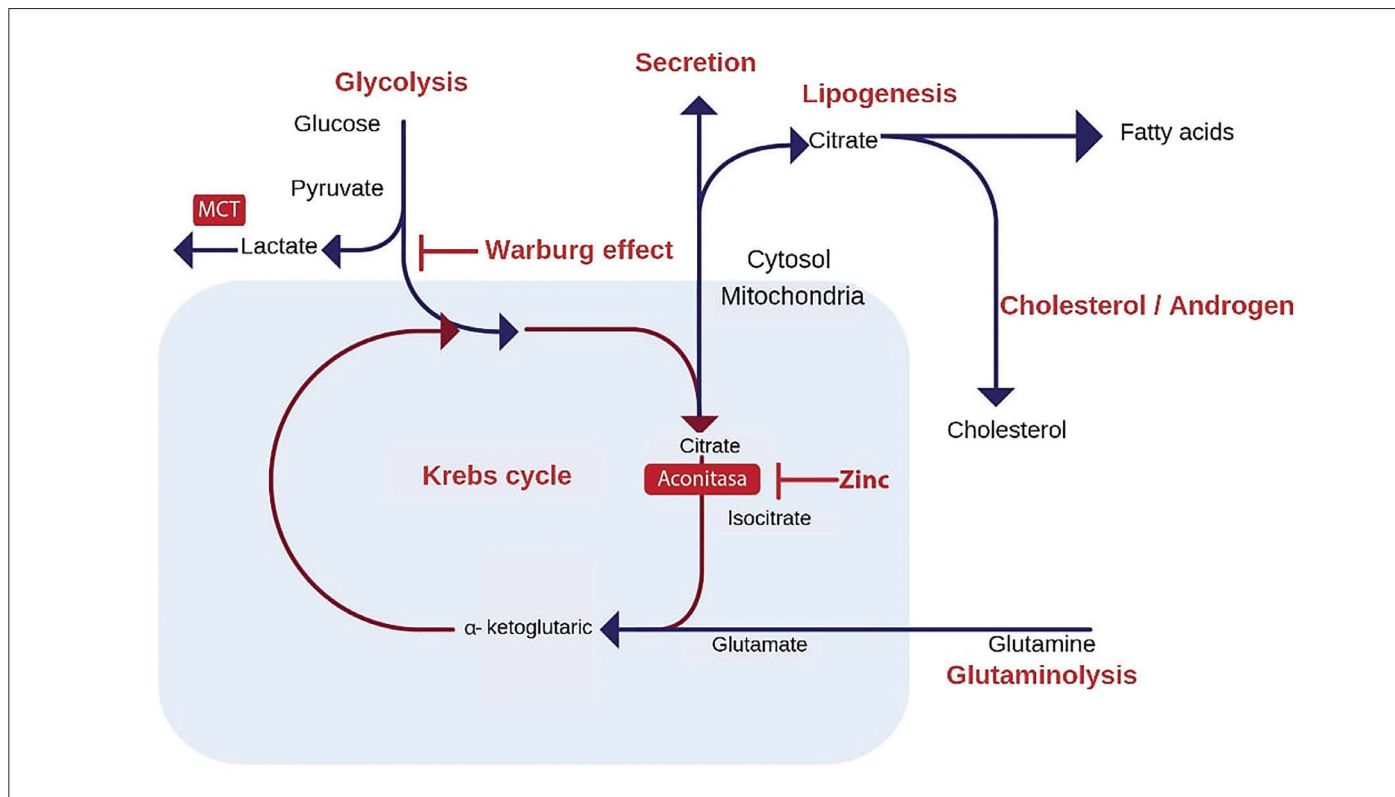 Secretion
Glycolysis
Lipogenesis
Glucose
Citrate
Fatty acids
Pyruvate
MCT
Lactate
Warburg effect
Cytosol
Mitochondria
Cholesterol / Androgen
Cholesterol
Citrate
Krebs cycle
Aconitasa
Zinc
Isocitrate
α- ketoglutaric
Glutamate
Glutamine
Glutaminolysis